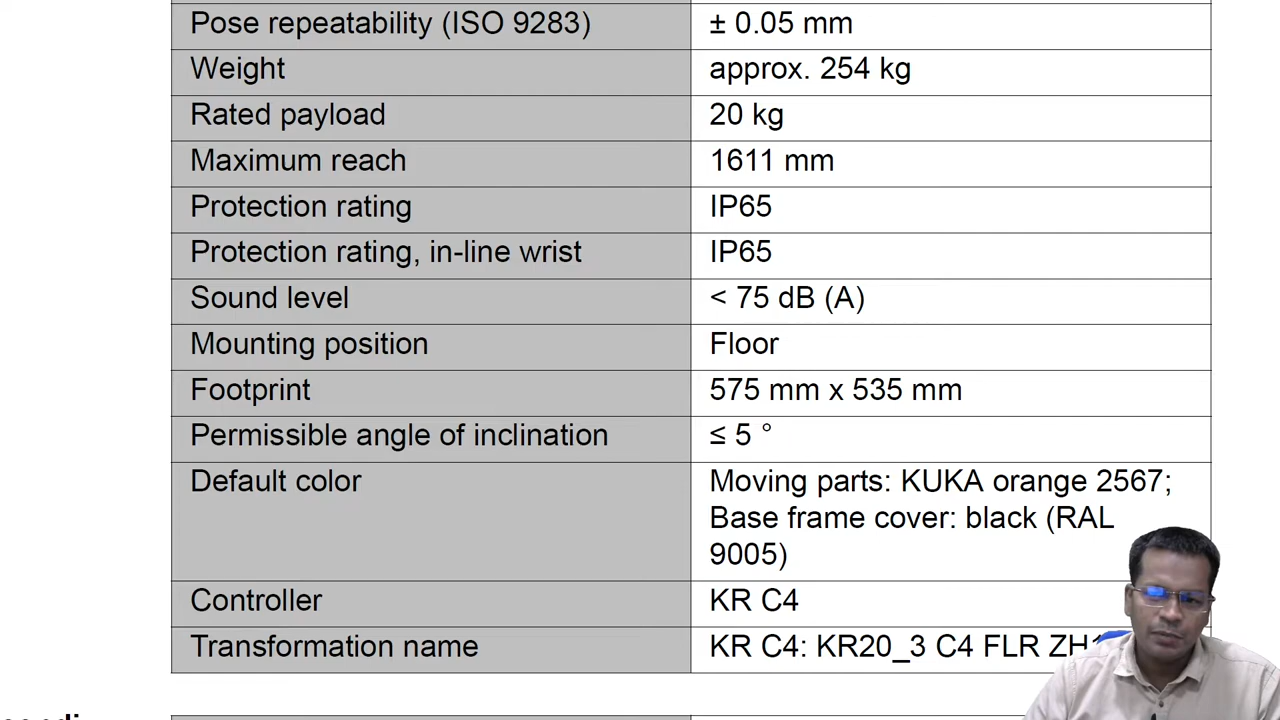 Pose repeatability (ISO 9283) ± 0.05 mm
Weight approx. 254 kg
Rated payload 20 kg
Maximum reach 1611 mm
Protection rating IP65
Protection rating, in-line wrist IP65
Sound level < 75 dB (A)
Mounting position Floor
Footprint 575 mm x 535 mm
Permissible angle of inclination ≤ 5 °
Default color Moving parts: KUKA orange 2567;
Base frame cover: black (RAL
9005)
Controller KR C4
Transformation name KR C4: KR20_3 C4 FLR